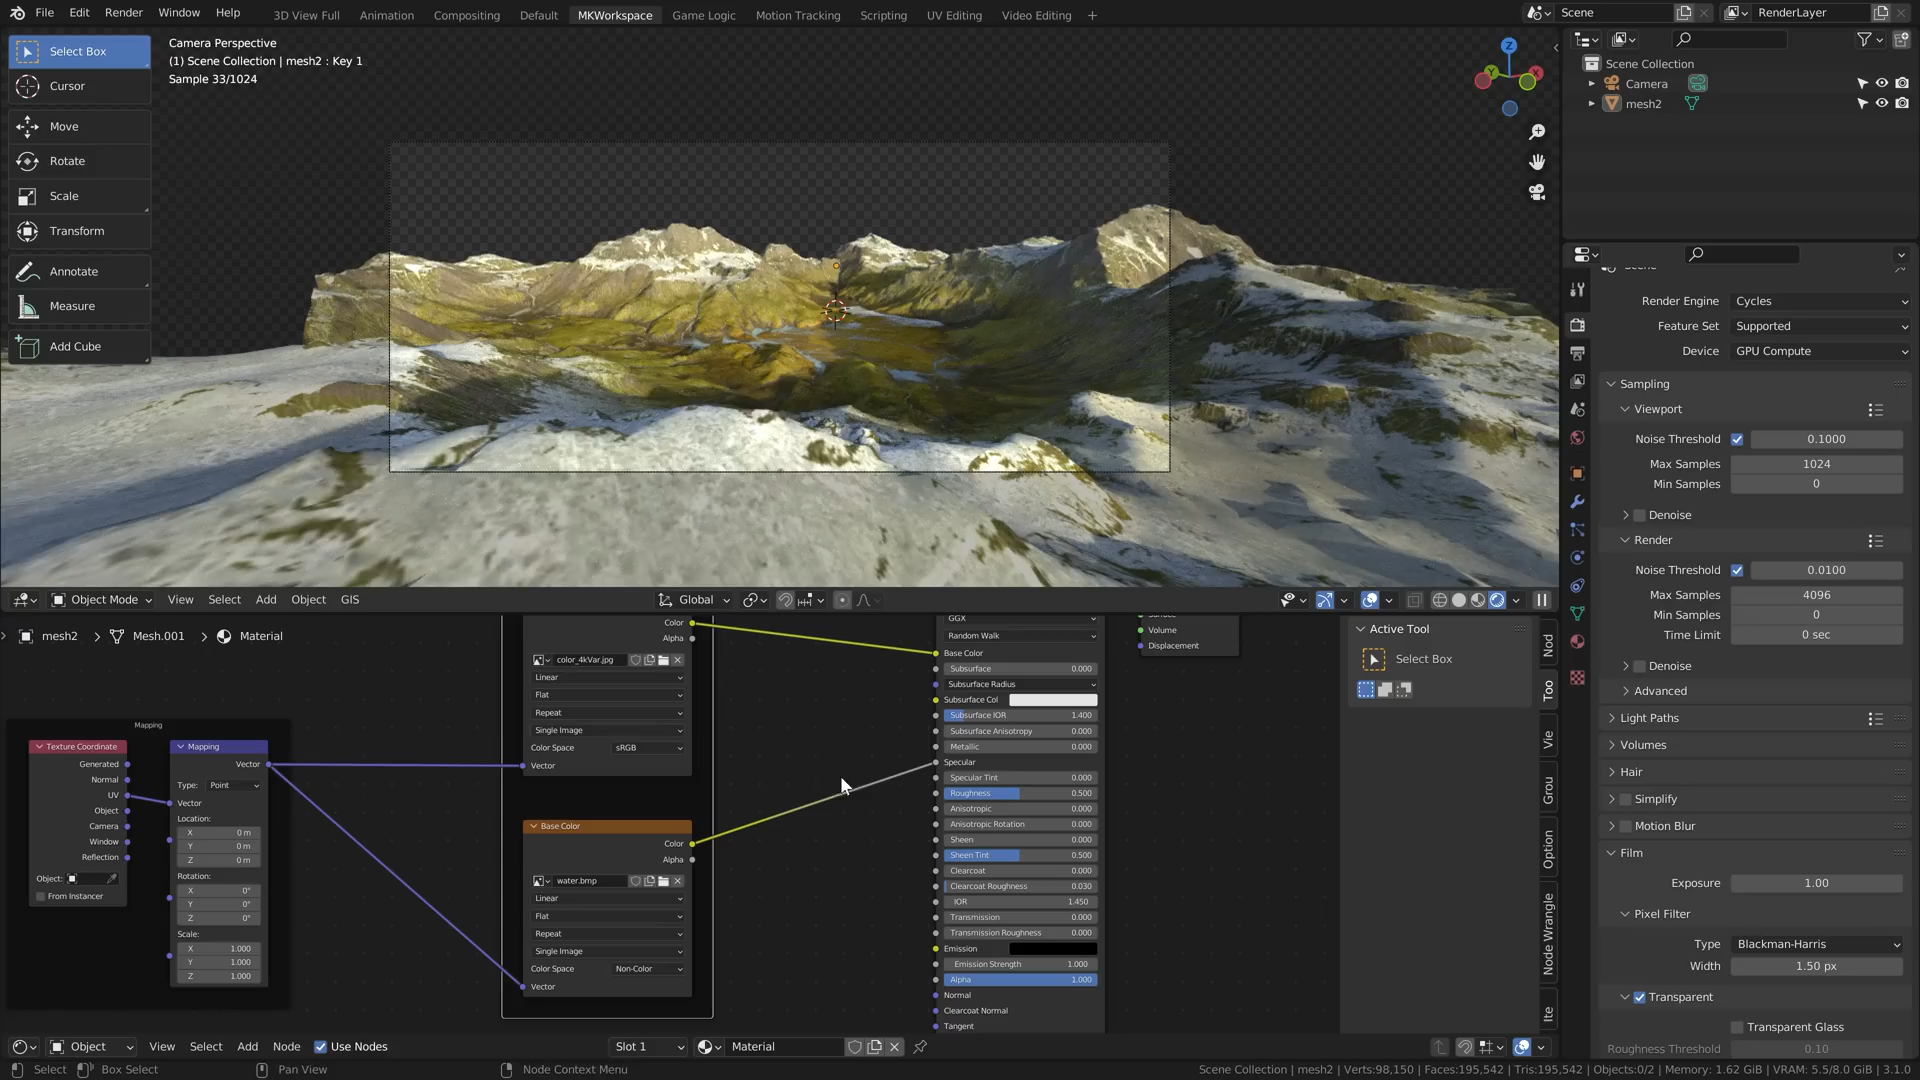 File Edit Render Window Help 3D View Full Animation Compositing Default MKWorkspace Game Logic Motion Tracking Scripting UV Editing Video Editing + Scene RenderLayer
Select Box
Cursor
Move
Rotate
Scale
Transform
Annotate
Measure
Add Cube
Camera Perspective
(1) Scene Collection | mesh2 : Key 1
Sample 33/1024
Z
Y
X
Scene Collection
Camera
mesh2
Scene
Render Engine Cycles
Feature Set Supported
Device GPU Compute
Sampling
Viewport
Noise Threshold 0.1000
Max Samples 1024
Min Samples 0
Denoise
Render
Noise Threshold 0.0100
Max Samples 4096
Min Samples 0
Time Limit 0 sec
Denoise
Advanced
Light Paths
Volumes
Hair
Simplify
Motion Blur
Film
Exposure 1.00
Pixel Filter
Type Blackman-Harris
Width 1.50 px
Transparent
Transparent Glass
Roughness Threshold 0.10
Object Mode View Select Add Object GIS Global
mesh2 > Mesh.001 > Material
Mapping
Texture Coordinate
Generated
Normal
UV
Object
Camera
Window
Reflection
Object:
From Instancer
Mapping
Vector
Type: Point
Vector
Location:
X 0 m
Y 0 m
Z 0 m
Rotation:
X 0°
Y 0°
Z 0°
Scale:
X 1.000
Y 1.000
Z 1.000
Color
Alpha
color_4kVar.jpg
Linear
Flat
Repeat
Single Image
Color Space sRGB
Vector
Base Color
Color
Alpha
water.bmp
Linear
Flat
Repeat
Single Image
Color Space Non-Color
Vector
GGX
Random Walk
Base Color
Subsurface 0.000
Subsurface Radius
Subsurface Col
Subsurface IOR 1.400
Subsurface Anisotropy 0.000
Metallic 0.000
Specular
Specular Tint 0.000
Roughness 0.500
Anisotropic 0.000
Anisotropic Rotation 0.000
Sheen 0.000
Sheen Tint 0.500
Clearcoat 0.000
Clearcoat Roughness 0.030
IOR 1.450
Transmission 0.000
Transmission Roughness 0.000
Emission
Emission Strength 1.000
Alpha 1.000
Normal
Clearcoat Normal
Tangent
Volume
Displacement
Active Tool
Select Box
Nod
Too
Vie
Grou
Option
Node Wrangle
Ite
Object View Select Add Node Use Nodes Slot 1 Material
Select Box Select Pan View Node Context Menu Scene Collection | mesh2 | Verts:98,150 | Faces:195,542 | Tris:195,542 | Objects:0/2 | Memory: 1.62 GiB | VRAM: 5.5/8.0 GiB | 3.1.0